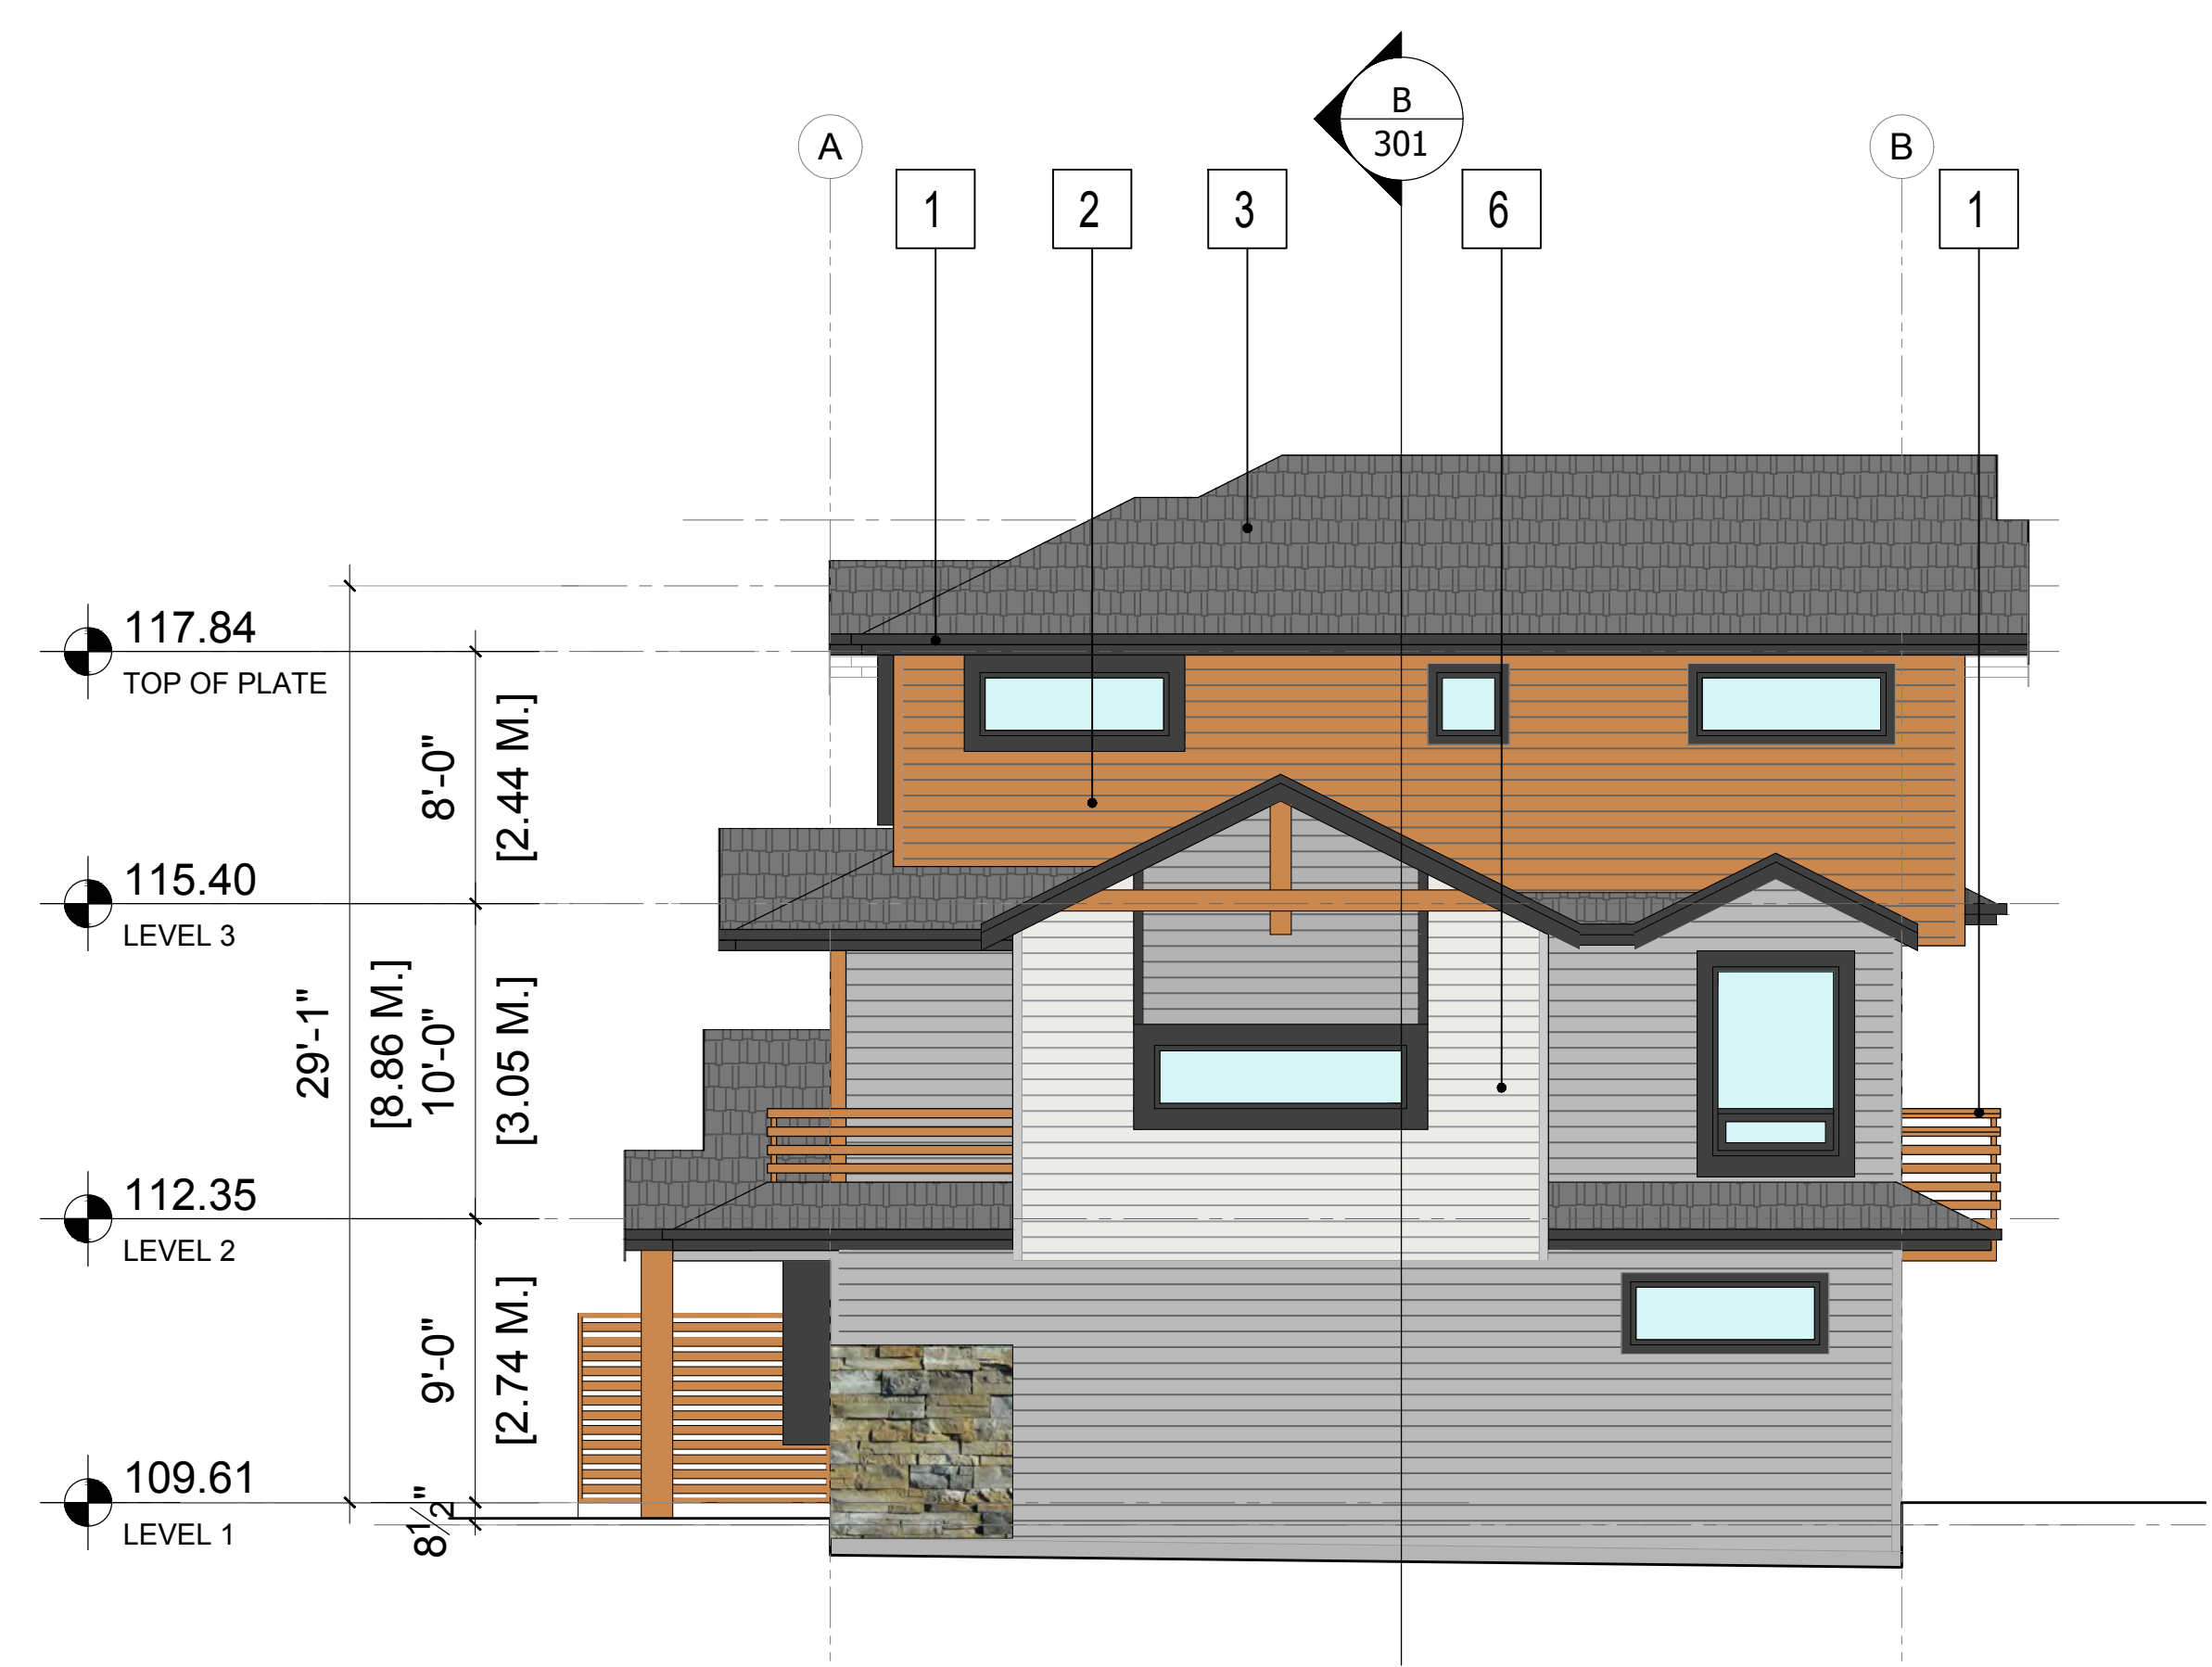 B
301
A
B
1
2
3
6
1
117.84
TOP OF PLATE
8'-0"
[2.44 M.]
115.40
LEVEL 3
29'-1"
[8.86 M.]
10'-0"
[3.05 M.]
112.35
LEVEL 2
9'-0"
[2.74 M.]
109.61
LEVEL 1
8 1/2"